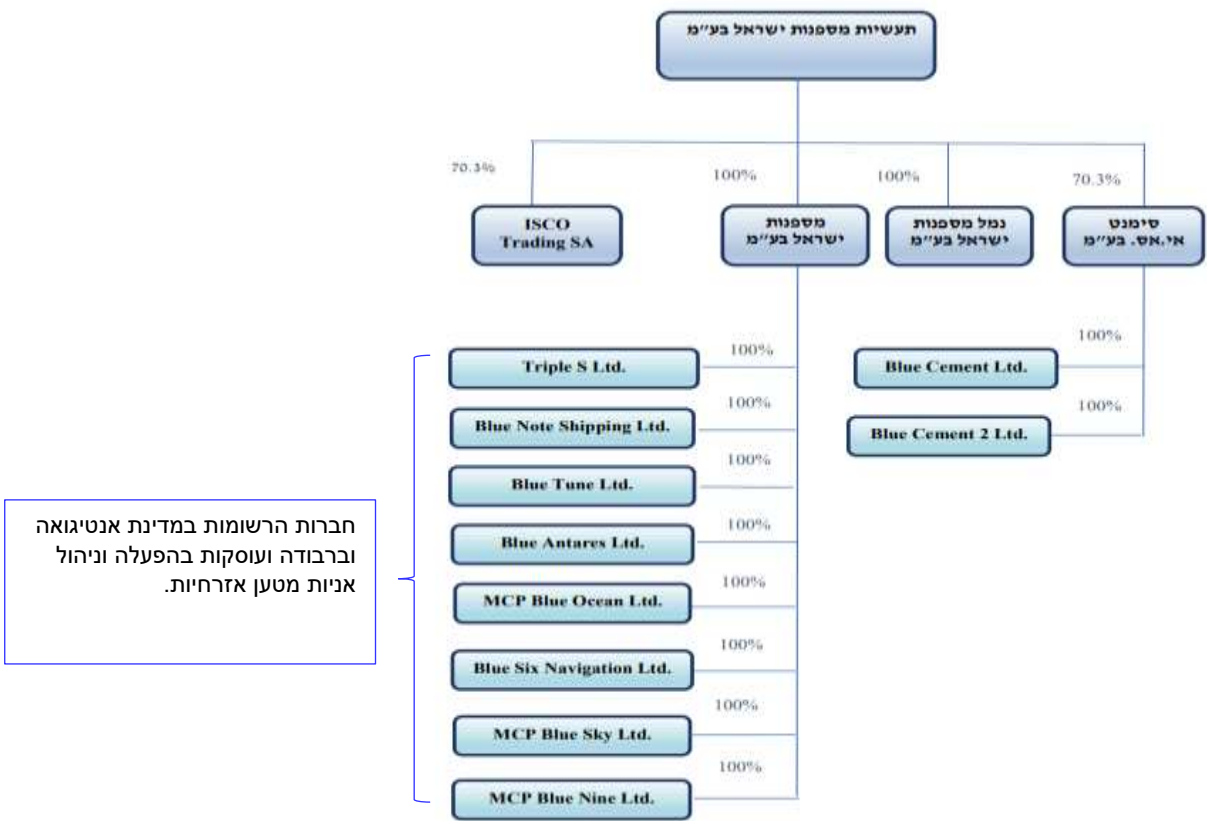 תעשיות מספנות ישראל בע״מ
70.3%
100%
100%
70.3%
ISCO
Trading SA
מספנות
ישראל בע״מ
נמל מספנות
ישראל בע״מ
סימנט
אי.אס. בע״מ
100%
Triple S Ltd.
100%
Blue Note Shipping Ltd.
100%
Blue Tune Ltd.
100%
Blue Antares Ltd.
100%
MCP Blue Ocean Ltd.
100%
Blue Six Navigation Ltd.
100%
MCP Blue Sky Ltd.
100%
MCP Blue Nine Ltd.
100%
Blue Cement Ltd.
100%
Blue Cement 2 Ltd.
חברות הרשומות במדינת אנטיגואה
וברבודה ועוסקות בהפעלה וניהול
אניות מטען אזרחיות.